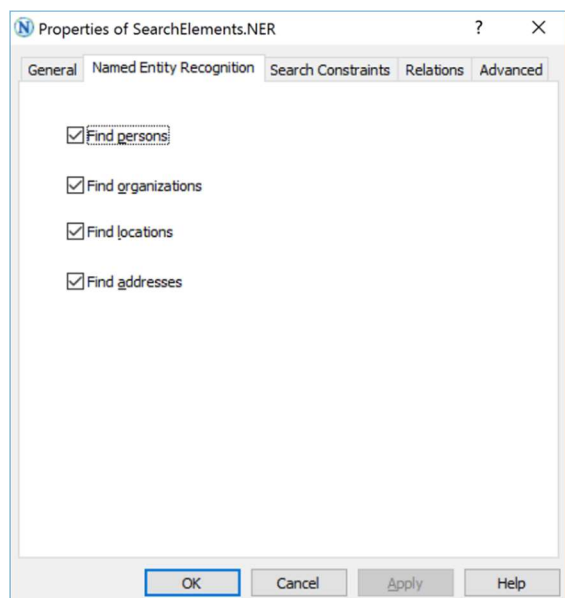 Properties of SearchElements.NER
General Named Entity Recognition Search Constraints Relations Advanced
Find persons
Find organizations
Find locations
Find addresses
OK Cancel Apply Help